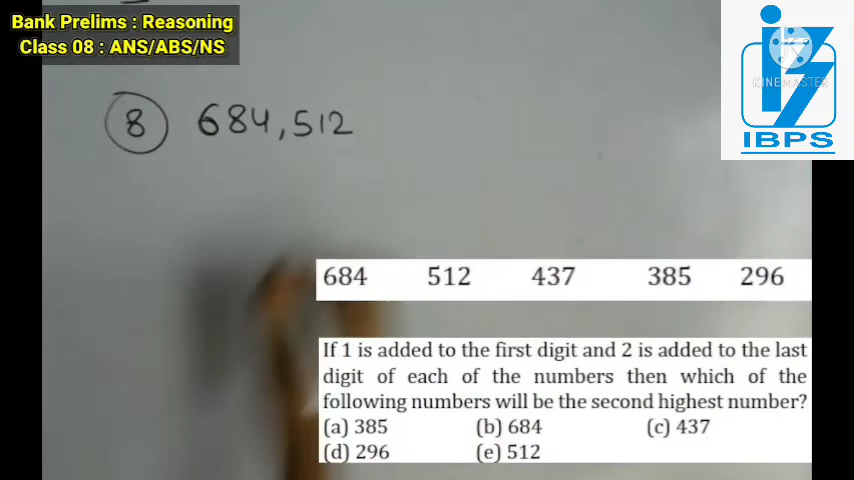 Bank Prelims : Reasoning
Class 08 : ANS/ABS/NS
KINEMASTER
IBPS
8 684, 512
684 512 437 385 296
If 1 is added to the first digit and 2 is added to the last
digit of each of the numbers then which of the
following numbers will be the second highest number?
(a) 385 (b) 684 (c) 437
(d) 296 (e) 512